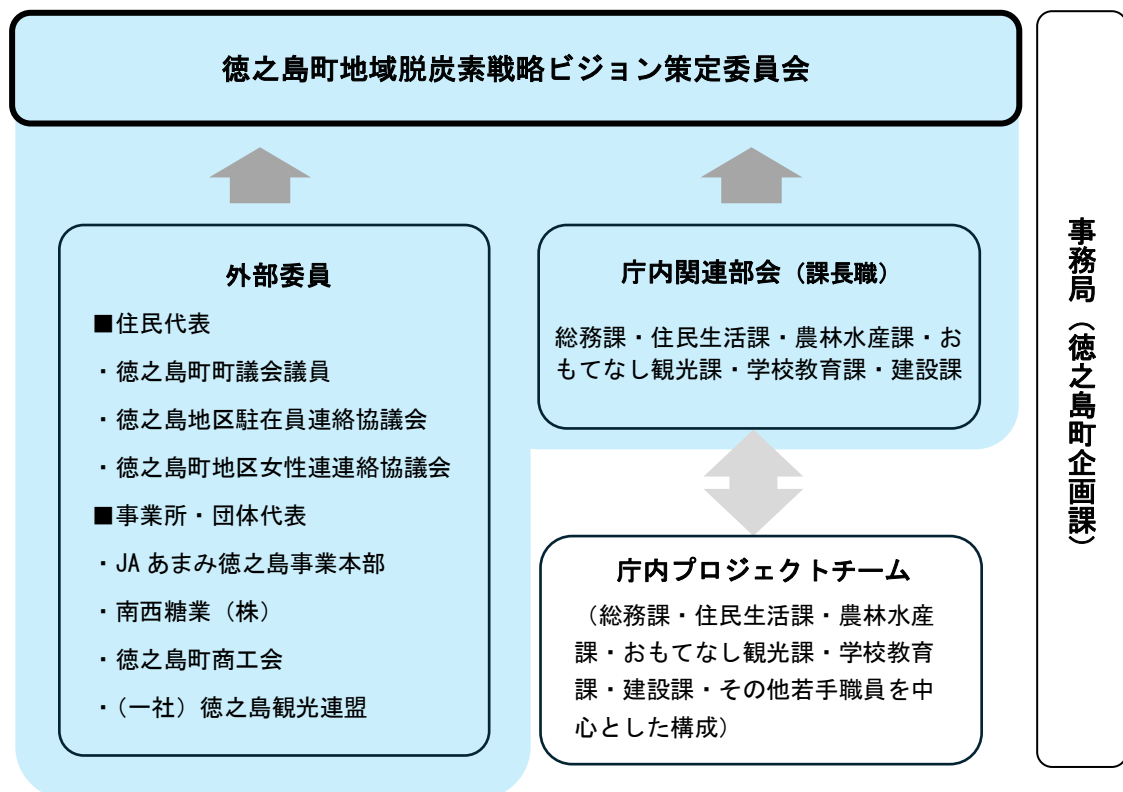 徳之島町地域脱炭素戦略ビジョン策定委員会
外部委員
■住民代表
・徳之島町町議会議員
・徳之島地区駐在員連絡協議会
・徳之島町地区女性連連絡協議会
■事業所・団体代表
・JAあまみ徳之島事業本部
・南西糖業（株）
・徳之島町商工会
・（一社）徳之島観光連盟
庁内関連部会（課長職）
総務課・住民生活課・農林水産課・お
もてなし観光課・学校教育課・建設課
庁内プロジェクトチーム
（総務課・住民生活課・農林水産
課・おもてなし観光課・学校教育
課・建設課・その他若手職員を中
心とした構成）
事務局（徳之島町企画課）